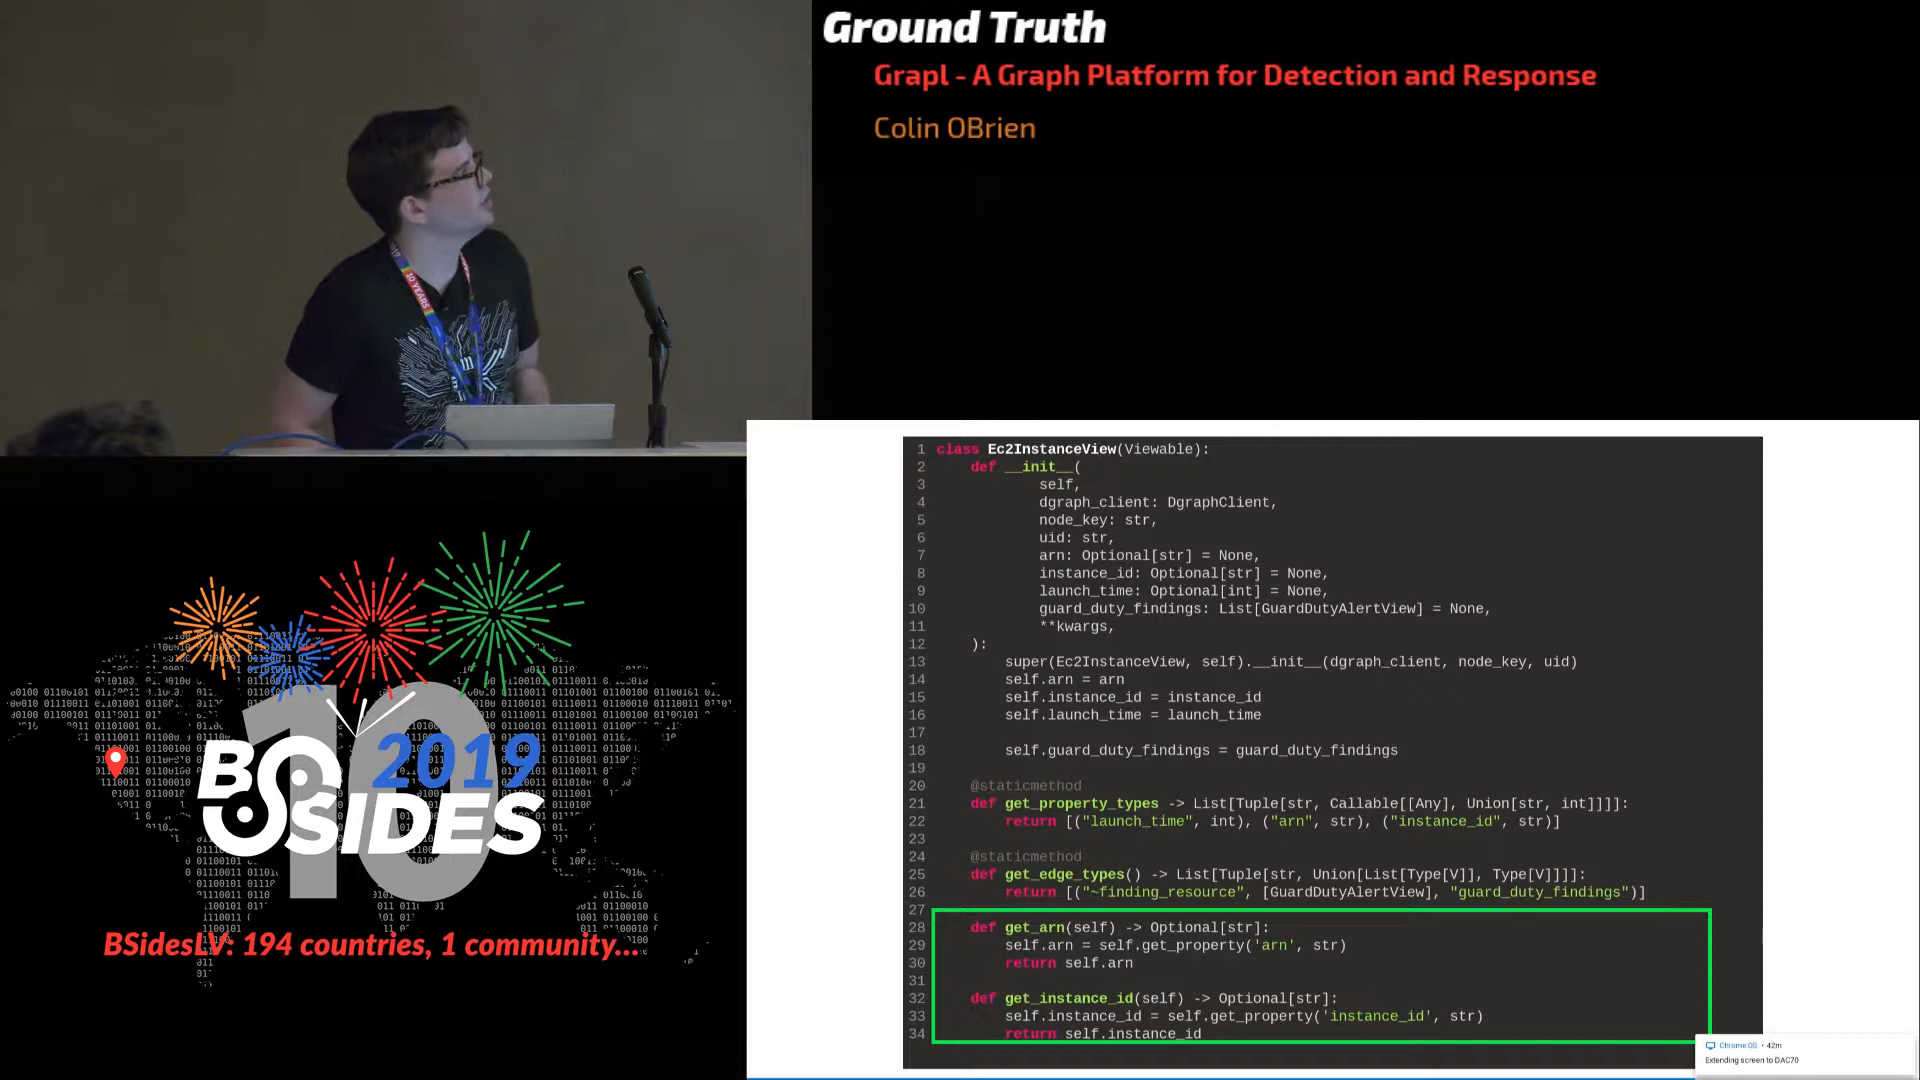 Ground Truth
Grapl - A Graph Platform for Detection and Response
Colin OBrien
10 YEARS
1 class Ec2InstanceView(Viewable):
2 def __init__(
3 self,
4 dgraph_client: DgraphClient,
5 node_key: str,
6 uid: str,
7 arn: Optional[str] = None,
8 instance_id: Optional[str] = None,
9 launch_time: Optional[int] = None,
10 guard_duty_findings: List[GuardDutyAlertView] = None,
11 **kwargs,
12 ):
13 super(Ec2InstanceView, self).__init__(dgraph_client, node_key, uid)
14 self.arn = arn
15 self.instance_id = instance_id
16 self.launch_time = launch_time
17
18 self.guard_duty_findings = guard_duty_findings
19
20 @staticmethod
21 def get_property_types -> List[Tuple[str, Callable[[Any], Union[str, int]]]]:
22 return [("launch_time", int), ("arn", str), ("instance_id", str)]
23
24 @staticmethod
25 def get_edge_types() -> List[Tuple[str, Union[List[Type[V]], Type[V]]]]:
26 return [("~finding_resource", [GuardDutyAlertView], "guard_duty_findings")]
27
28 def get_arn(self) -> Optional[str]:
29 self.arn = self.get_property('arn', str)
30 return self.arn
31
32 def get_instance_id(self) -> Optional[str]:
33 self.instance_id = self.get_property('instance_id', str)
34 return self.instance_id
Chrome OS • 42m
Extending screen to DAC70
10
2019
BSIDES
BSidesLV: 194 countries, 1 community...